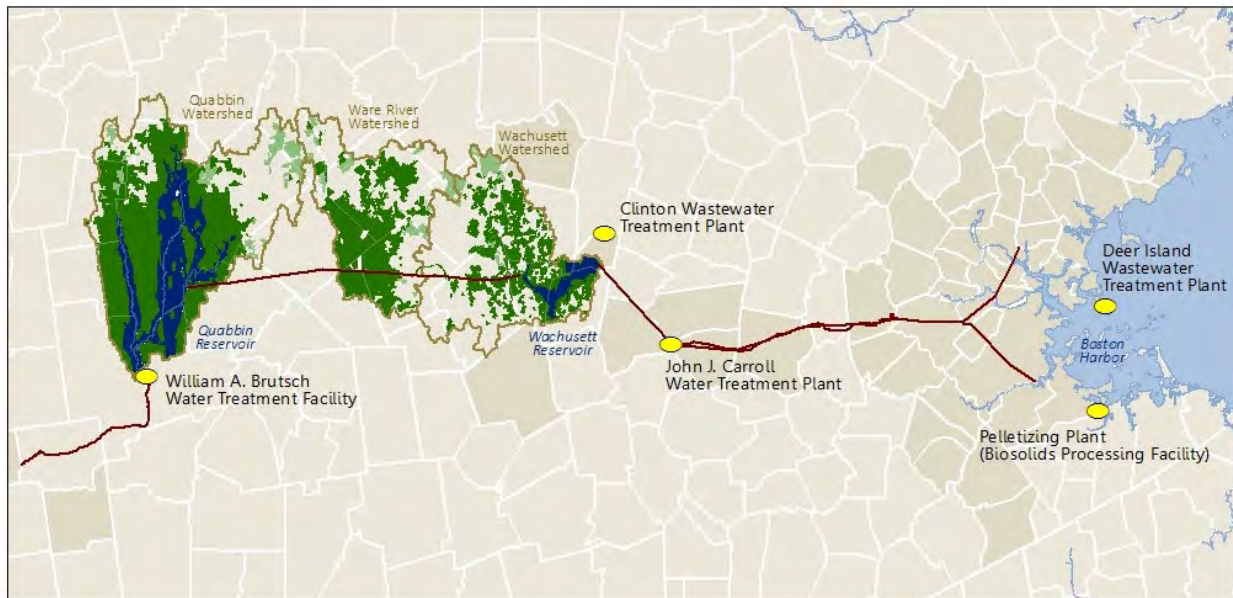 Quabbin
Watershed
Ware River
Watershed
Wachusett
Watershed
Clinton Wastewater
Treatment Plant
Deer Island
Wastewater
Treatment Plant
Quabbin
Reservoir
Wachusett
Reservoir
Boston
Harbor
William A. Brutsch
Water Treatment Facility
John J. Carroll
Water Treatment Plant
Pelletizing Plant
(Biosolids Processing Facility)